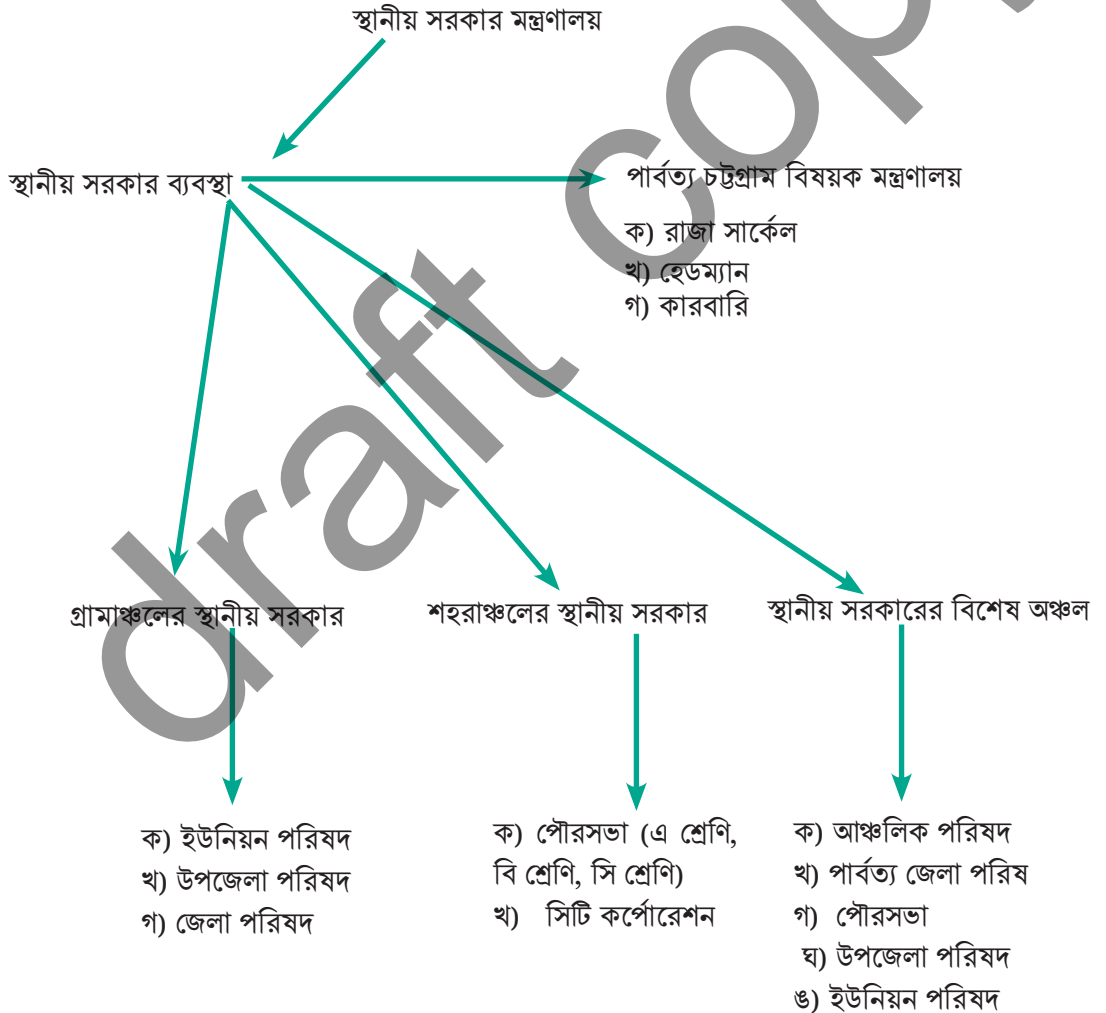 স্থানীয় সরকার মন্ত্রণালয়
স্থানীয় সরকার ব্যবস্থা
পার্বত্য চট্টগ্রাম বিষয়ক মন্ত্রণালয়
ক) রাজা সার্কেল
খ) হেডম্যান
গ) কারবারি
গ্রামাঞ্চলের স্থানীয় সরকার
শহরাঞ্চলের স্থানীয় সরকার
স্থানীয় সরকারের বিশেষ অঞ্চল
ক) ইউনিয়ন পরিষদ
খ) উপজেলা পরিষদ
গ) জেলা পরিষদ
ক) পৌরসভা (এ শ্রেণি,
বি শ্রেণি, সি শ্রেণি)
খ) সিটি কর্পোরেশন
ক) আঞ্চলিক পরিষদ
খ) পার্বত্য জেলা পরিষ
গ) পৌরসভা
ঘ) উপজেলা পরিষদ
ঙ) ইউনিয়ন পরিষদ
draft cop